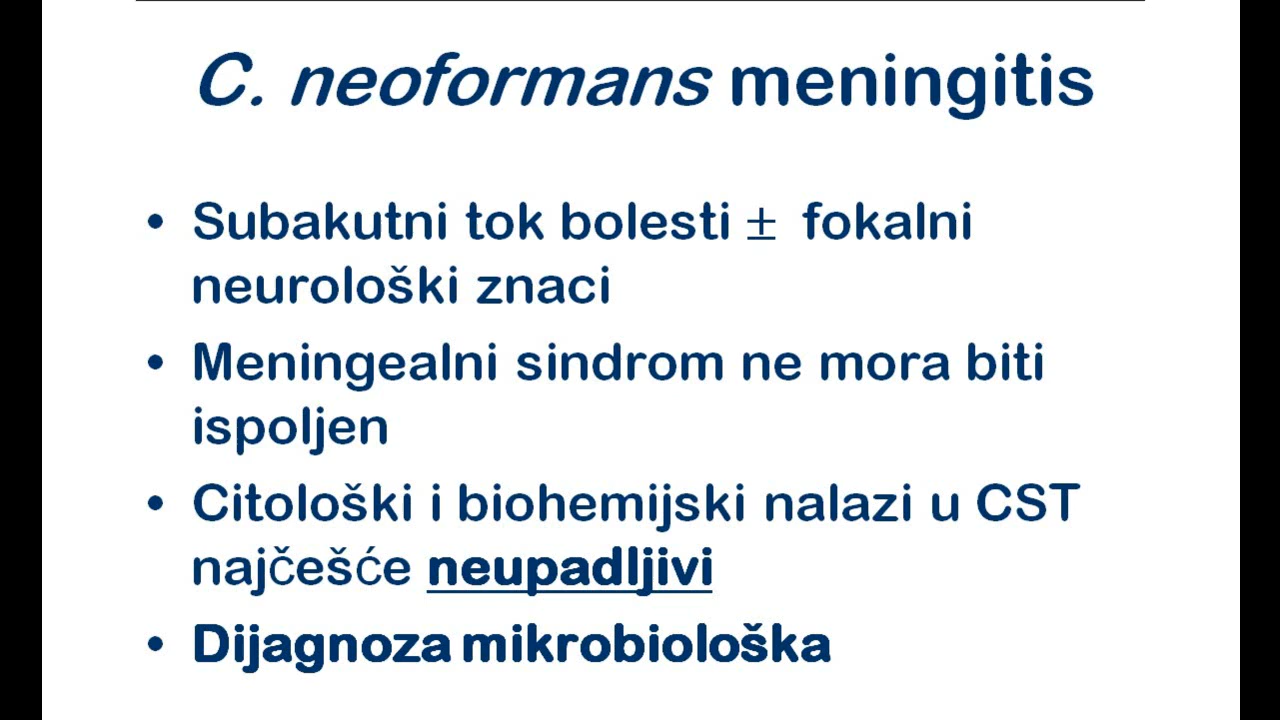 C. neoformans meningitis
• Subakutni tok bolesti ± fokalni
neurološki znaci
• Meningealni sindrom ne mora biti
ispoljen
• Citološki i biohemijski nalazi u CST
najčešće neupadljivi
• Dijagnoza mikrobiološka